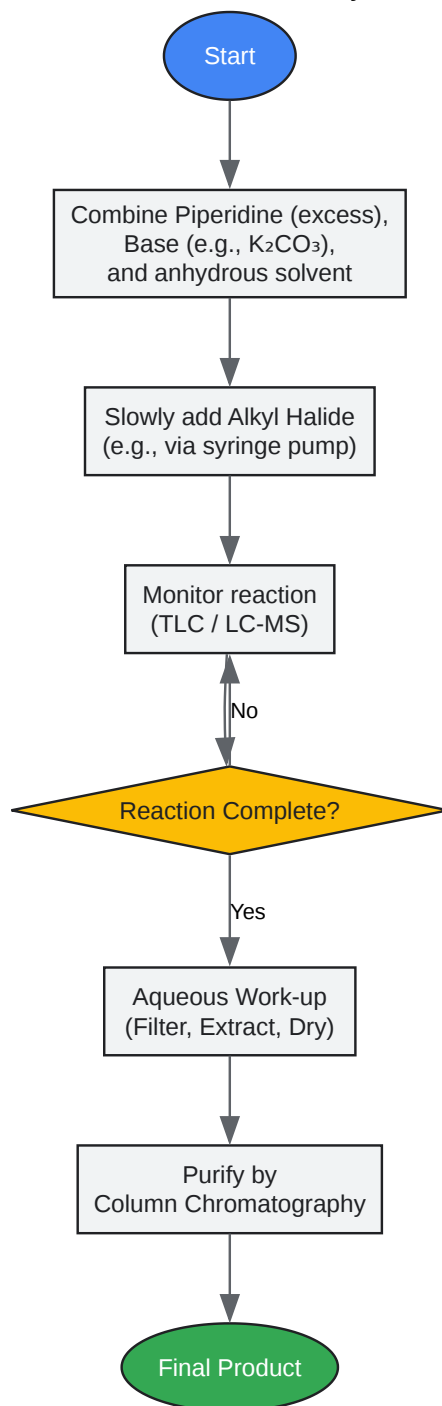 Start
Combine Piperidine (excess),
Base (e.g., K₂CO₃),
and anhydrous solvent
Slowly add Alkyl Halide
(e.g., via syringe pump)
Monitor reaction
(TLC / LC-MS)
No
Reaction Complete?
Yes
Aqueous Work-up
(Filter, Extract, Dry)
Purify by
Column Chromatography
Final Product